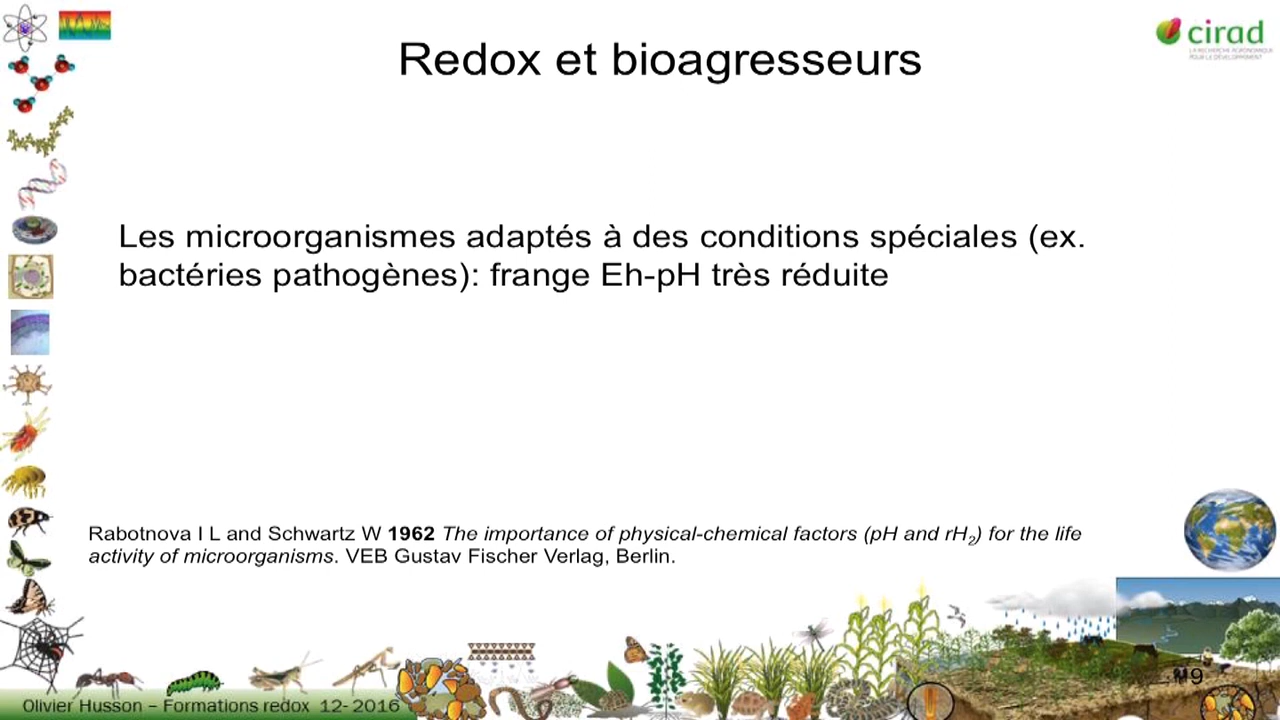 Redox et bioagresseurs
cirad
LA RECHERCHE AGRONOMIQUE
POUR LE DÉVELOPPEMENT
Les microorganismes adaptés à des conditions spéciales (ex.
bactéries pathogènes): frange Eh-pH très réduite
Rabotnova I L and Schwartz W 1962 The importance of physical-chemical factors (pH and rH2) for the life
activity of microorganisms. VEB Gustav Fischer Verlag, Berlin.
Olivier Husson – Formations redox 12- 2016